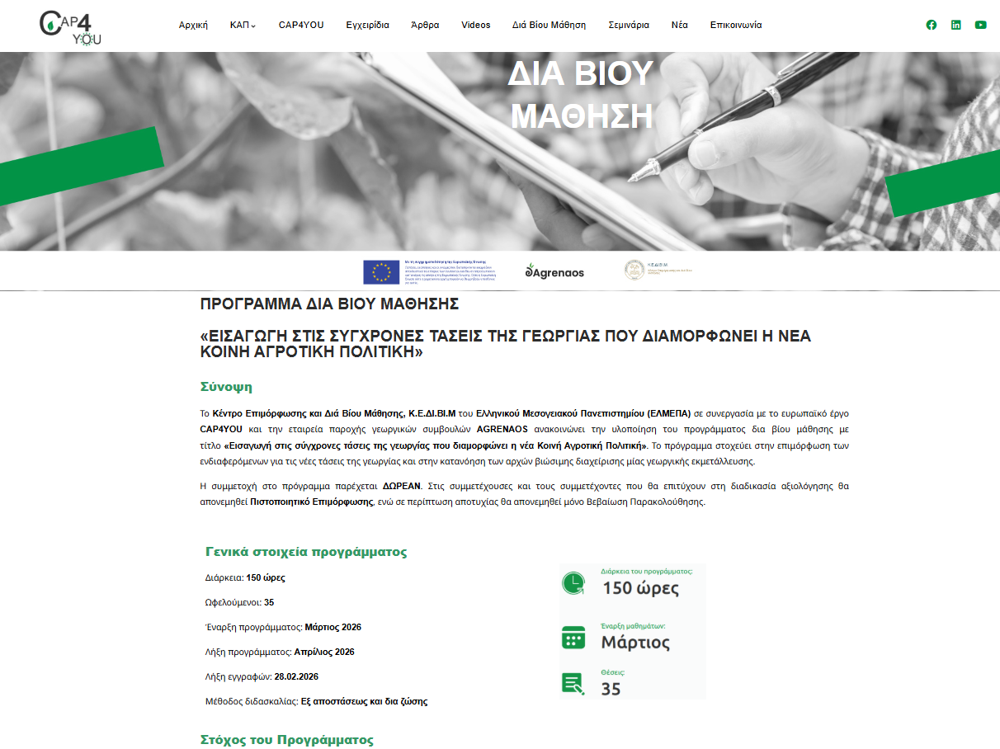 CAP4
YOU
Αρχική ΚΑΠ CAP4YOU Εγχειρίδια Άρθρα Videos Διά Βίου Μάθηση Σεμινάρια Νέα Επικοινωνία
ΔΙΑ ΒΙΟΥ
ΜΑΘΗΣΗ
Με τη συγχρηματοδότηση της Ευρωπαϊκής Ένωσης
Agrenaos
Κ.Ε.ΔΙ.ΒΙ.Μ.
ΠΡΟΓΡΑΜΜΑ ΔΙΑ ΒΙΟΥ ΜΑΘΗΣΗΣ
«ΕΙΣΑΓΩΓΗ ΣΤΙΣ ΣΥΓΧΡΟΝΕΣ ΤΑΣΕΙΣ ΤΗΣ ΓΕΩΡΓΙΑΣ ΠΟΥ ΔΙΑΜΟΡΦΩΝΕΙ Η ΝΕΑ
ΚΟΙΝΗ ΑΓΡΟΤΙΚΗ ΠΟΛΙΤΙΚΗ»
Σύνοψη
Το Κέντρο Επιμόρφωσης και Διά Βίου Μάθησης, Κ.Ε.ΔΙ.ΒΙ.Μ του Ελληνικού Μεσογειακού Πανεπιστημίου (ΕΛΜΕΠΑ) σε συνεργασία με το ευρωπαϊκό έργο
CAP4YOU και την εταιρεία παροχής γεωργικών συμβουλών AGRENAOS ανακοινώνει την υλοποίηση του προγράμματος δια βίου μάθησης με
τίτλο «Εισαγωγή στις σύγχρονες τάσεις της γεωργίας που διαμορφώνει η νέα Κοινή Αγροτική Πολιτική». Το πρόγραμμα στοχεύει στην επιμόρφωση των
ενδιαφερόμενων για τις νέες τάσεις της γεωργίας και στην κατανόηση των αρχών βιώσιμης διαχείρισης μίας γεωργικής εκμετάλλευσης.
Η συμμετοχή στο πρόγραμμα παρέχεται ΔΩΡΕΑΝ. Στις συμμετέχουσες και τους συμμετέχοντες που θα επιτύχουν στη διαδικασία αξιολόγησης θα
απονεμηθεί Πιστοποιητικό Επιμόρφωσης, ενώ σε περίπτωση αποτυχίας θα απονεμηθεί μόνο Βεβαίωση Παρακολούθησης.
Γενικά στοιχεία προγράμματος
Διάρκεια: 150 ώρες
Ωφελούμενοι: 35
Έναρξη προγράμματος: Μάρτιος 2026
Λήξη προγράμματος: Απρίλιος 2026
Λήξη εγγραφών: 28.02.2026
Μέθοδος διδασκαλίας: Εξ αποστάσεως και δια ζώσης
Διάρκεια του προγράμματος:
150 ώρες
Έναρξη μαθημάτων:
Μάρτιος
Θέσεις:
35
Στόχος του Προγράμματος